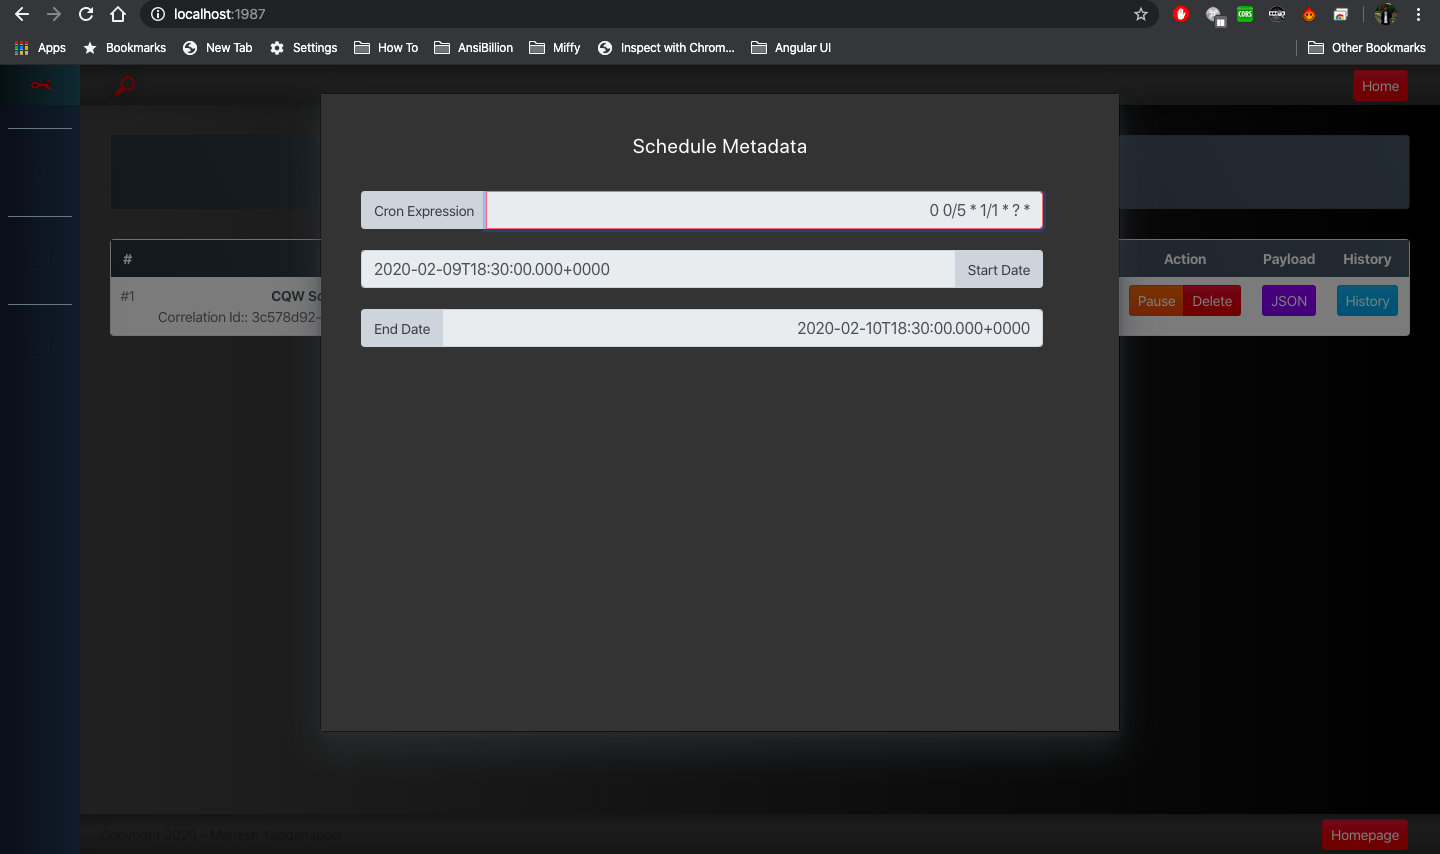 localhost:1987
Apps Bookmarks New Tab Settings How To AnsiBillion Miffy Inspect with Chrom... Angular UI Other Bookmarks
CORS
Home
Schedule Metadata
Cron Expression 0 0/5 * 1/1 * ? *
2020-02-09T18:30:00.000+0000 Start Date
End Date 2020-02-10T18:30:00.000+0000
# Action Payload History
#1 CQW Sc Pause Delete JSON History
Correlation Id:: 3c578d92-
Copyright 2020 - Mahesh Yaddanapudi
Homepage